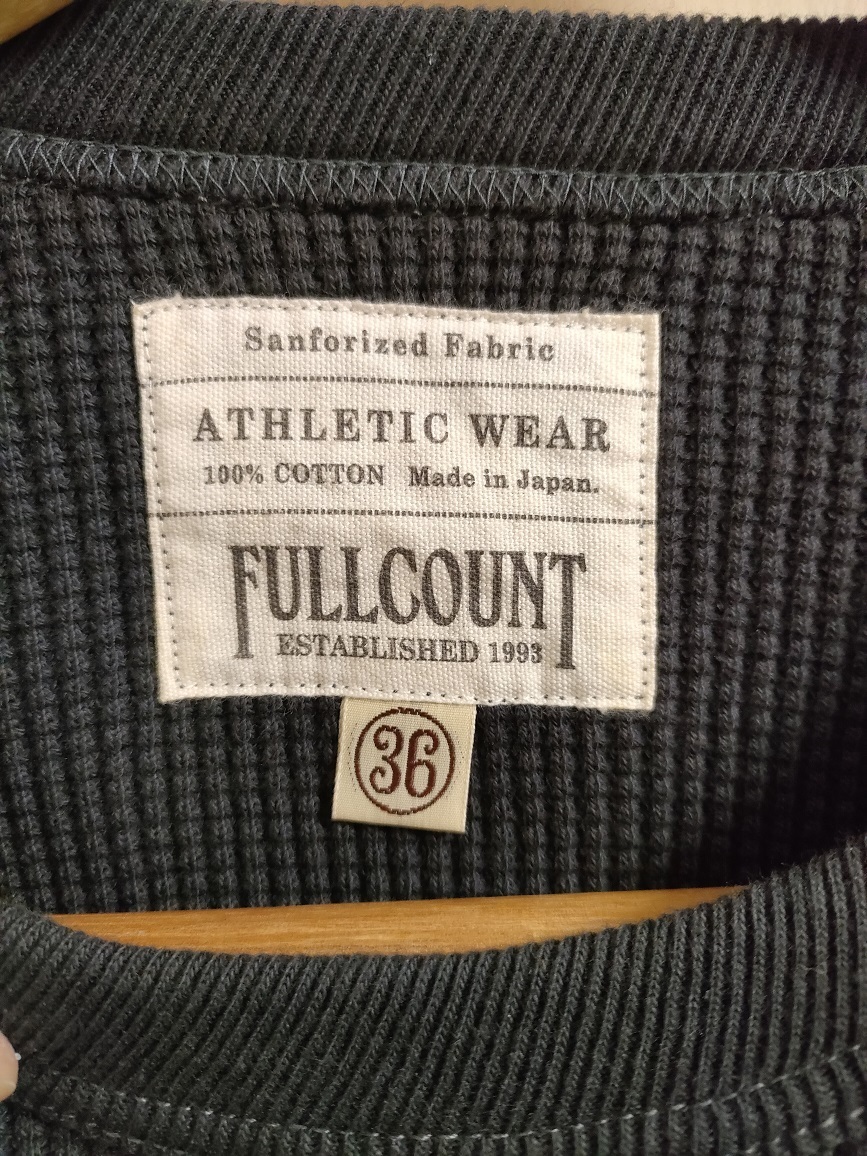 Sanforized Fabric
ATHLETIC WEAR
100% COTTON Made in Japan.
FULLCOUNT
ESTABLISHED 1993
36